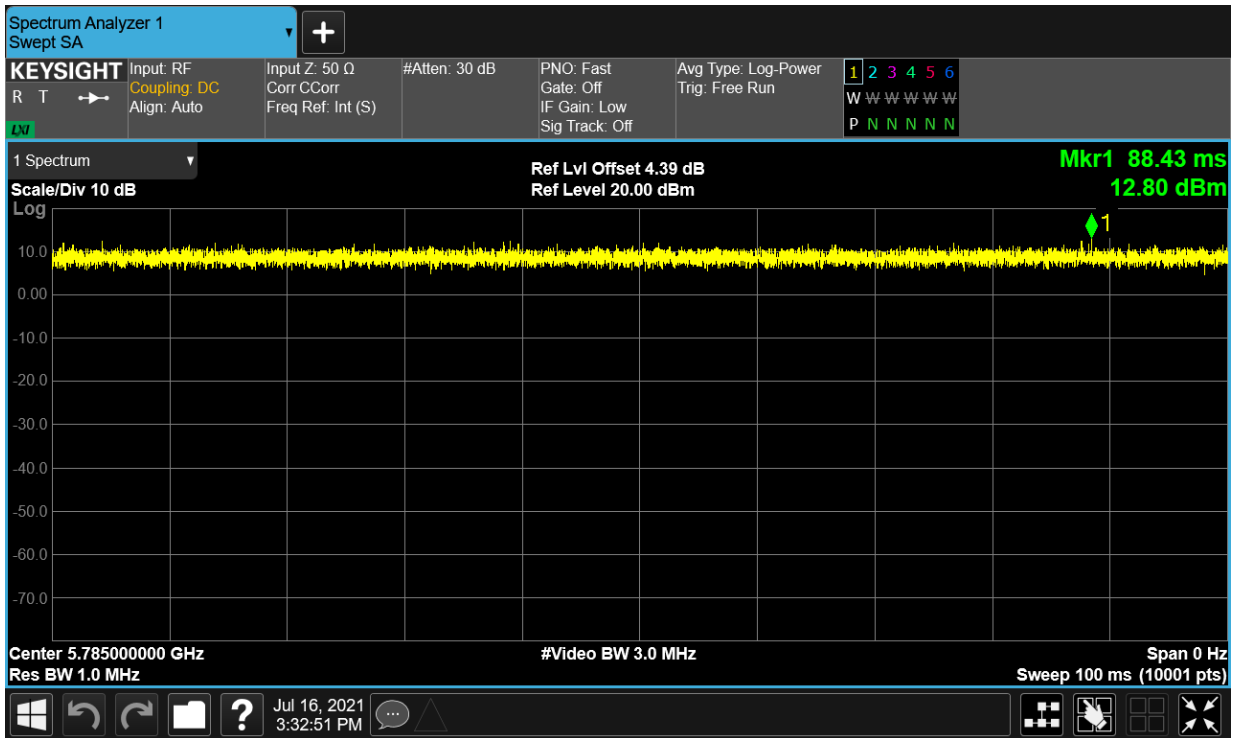 Spectrum Analyzer 1
Swept SA
KEYSIGHT
R T
LXI
Input: RF
Coupling: DC
Align: Auto
Input Z: 50 Ω
Corr CCorr
Freq Ref: Int (S)
#Atten: 30 dB
PNO: Fast
Gate: Off
IF Gain: Low
Sig Track: Off
Avg Type: Log-Power
Trig: Free Run
1 2 3 4 5 6
W W W W W W
P N N N N N
1 Spectrum
Scale/Div 10 dB
Log
Ref Lvl Offset 4.39 dB
Ref Level 20.00 dBm
Mkr1 88.43 ms
12.80 dBm
1
10.0
0.00
-10.0
-20.0
-30.0
-40.0
-50.0
-60.0
-70.0
Center 5.785000000 GHz
Res BW 1.0 MHz
#Video BW 3.0 MHz
Span 0 Hz
Sweep 100 ms (10001 pts)
?
Jul 16, 2021
3:32:51 PM